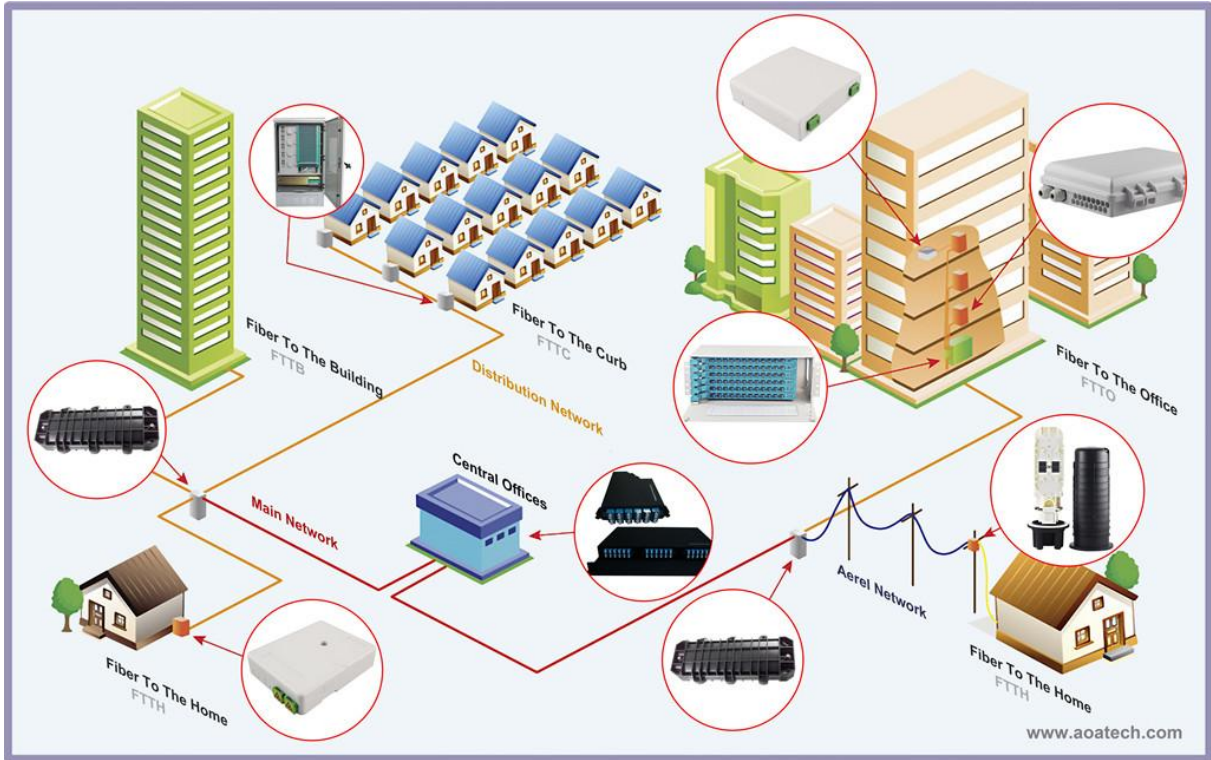 Fiber To The Building
FTTB
Fiber To The Curb
FTTC
Distribution Network
Fiber To The Office
FTTO
Central Offices
Main Network
Aerel Network
Fiber To The Home
FTTH
Fiber To The Home
FTTH
www.aoatech.com